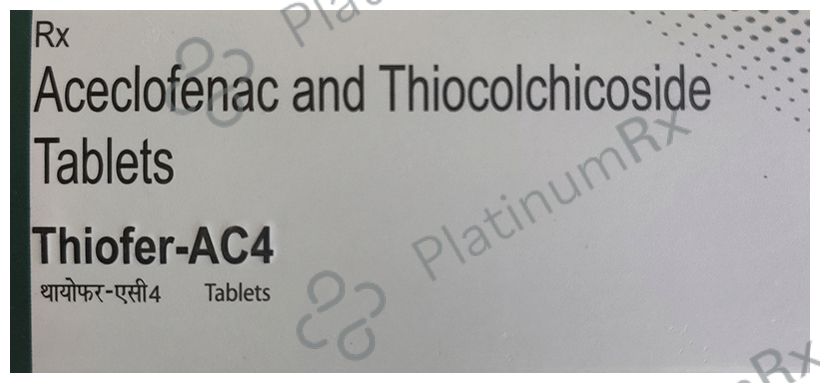 Rx
Aceclofenac and Thiocolchicoside
Tablets
Thiofer-AC4
थायोफर-एसी4 Tablets
PlatinumRx